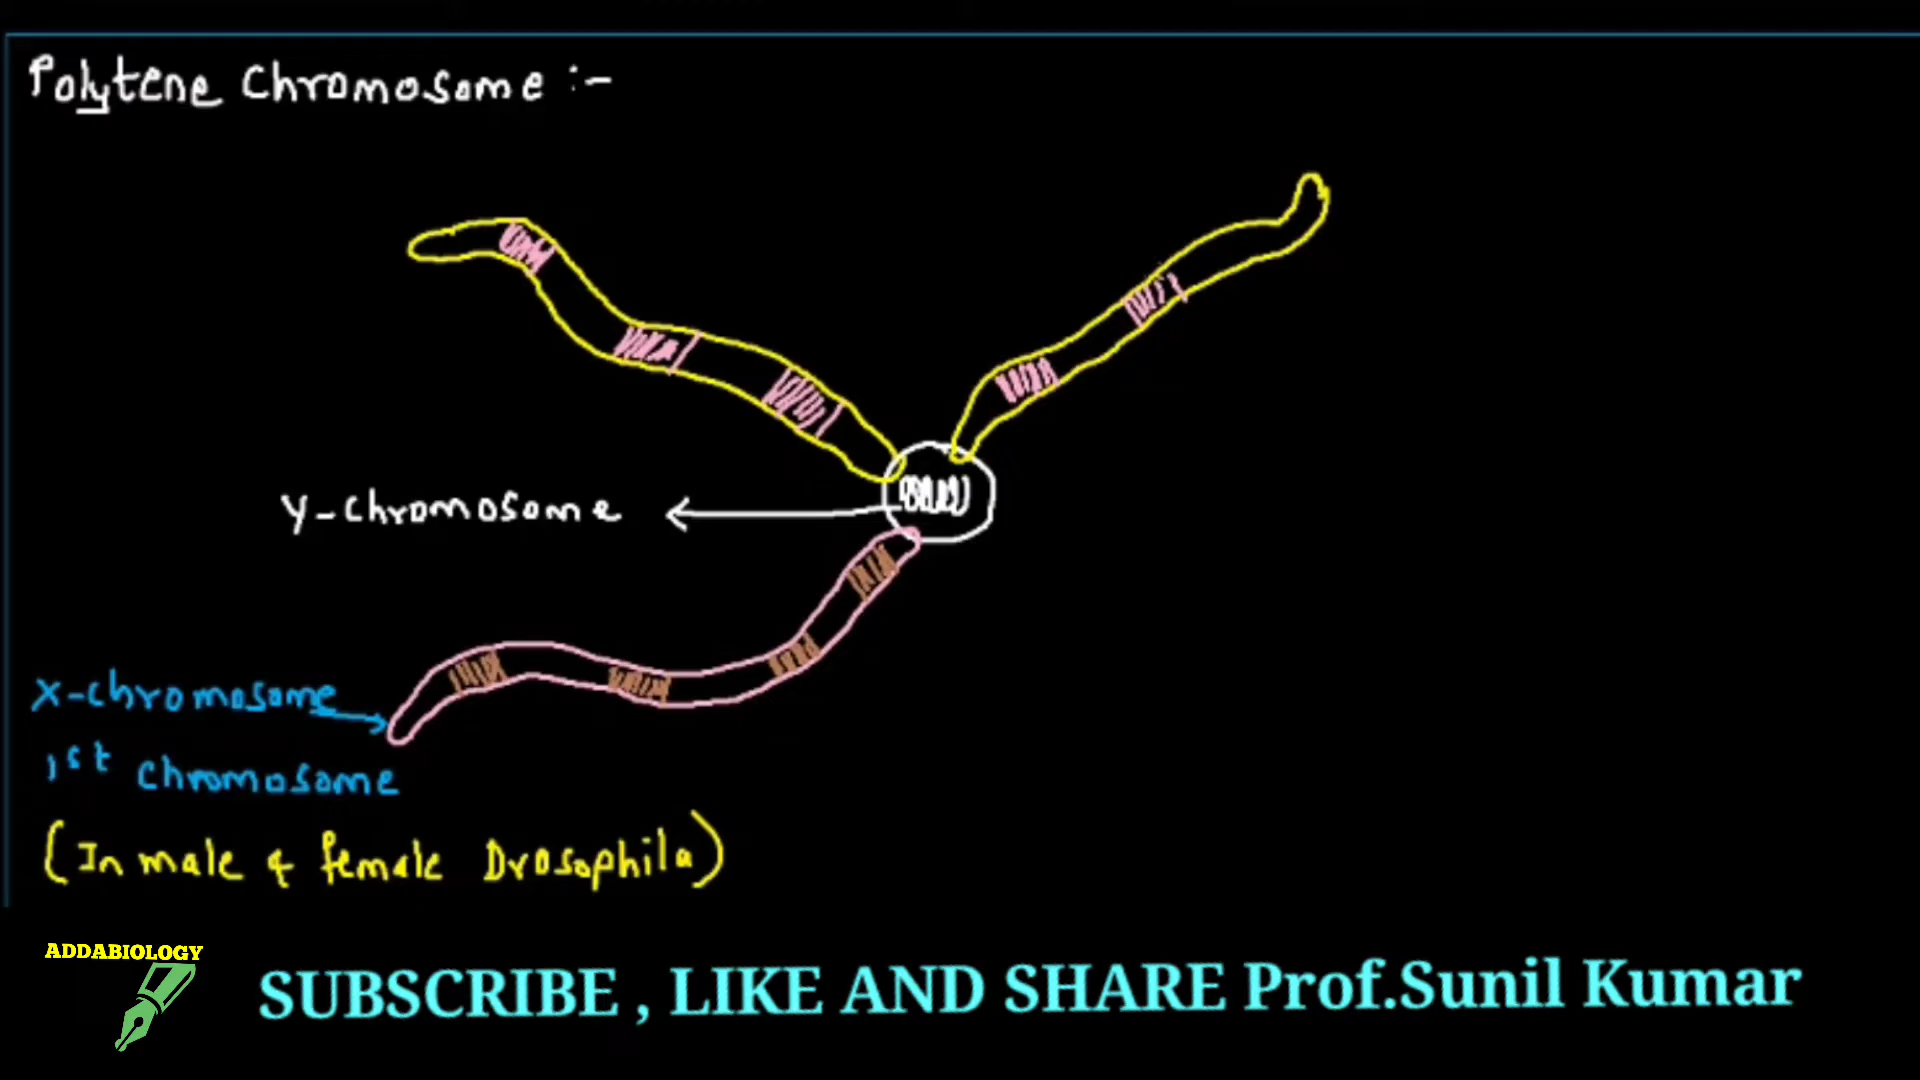 Polytene Chromosome :-
Y-chromosome
X-chromosome
1st chromosome
(In male & female Drosophila)
ADDABIOLOGY
SUBSCRIBE , LIKE AND SHARE Prof.Sunil Kumar